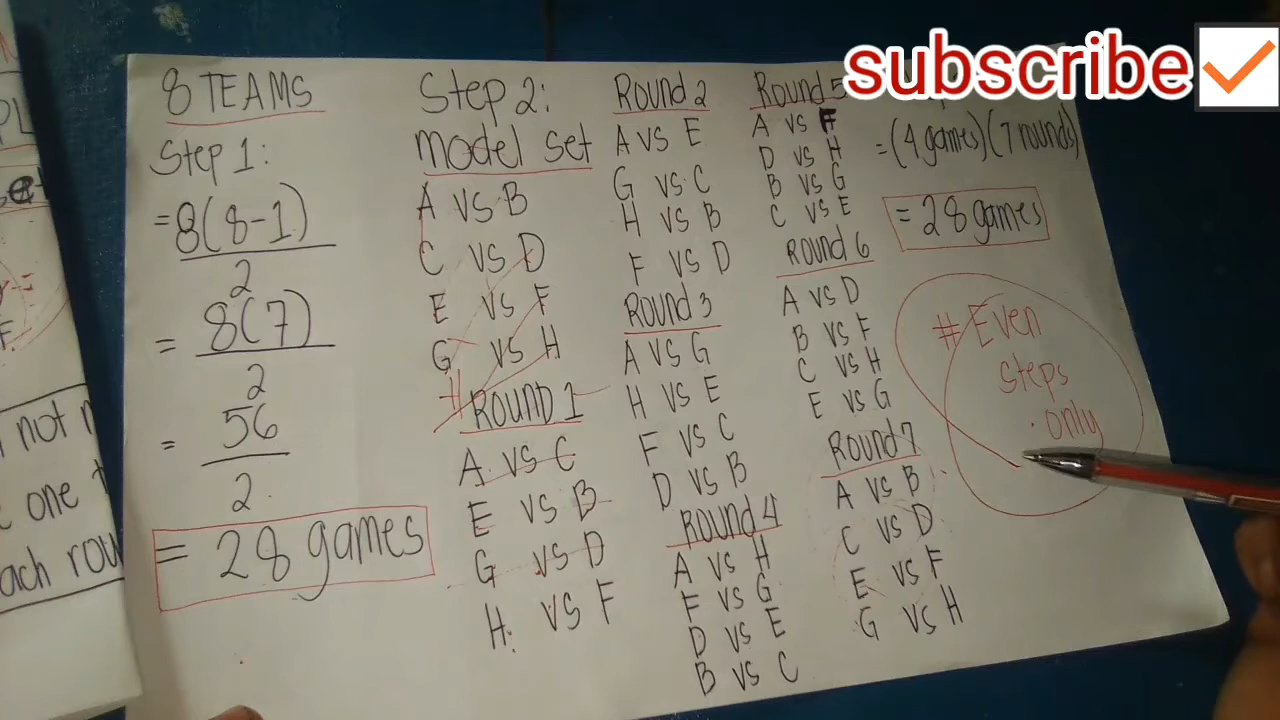 8 TEAMS
Step 1:
= 8(8-1)
2
= 8(7)
2
= 56
2
= 28 games
Step 2:
model set
A VS B
C VS D
E VS F
G VS H
ROUND 1
A VS C
E VS B
G VS D
H VS F
Round 2
A VS E
G VS C
H VS B
F VS D
Round 3
A VS G
H VS E
F VS C
D VS B
Round 4
A VS H
F VS G
D VS E
B VS C
Round 5
A VS F
D VS H
B VS G
C VS E
Round 6
A VS D
B VS F
C VS H
E VS G
Round 7
A VS B
C VS D
E VS F
G VS H
subscribe
= (4 games)(7 rounds)
= 28 games
# Even
steps
only
not
one
ach rou